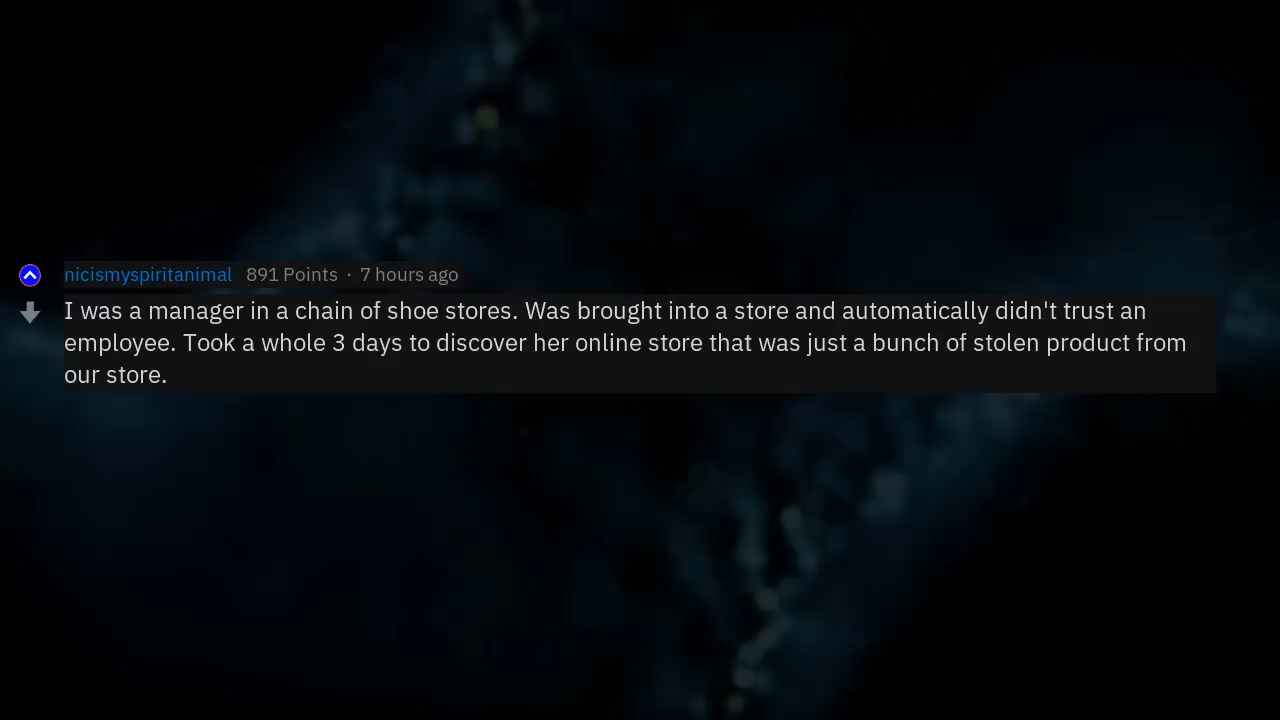 nicismyspiritanimal 891 Points · 7 hours ago
I was a manager in a chain of shoe stores. Was brought into a store and automatically didn't trust an
employee. Took a whole 3 days to discover her online store that was just a bunch of stolen product from
our store.